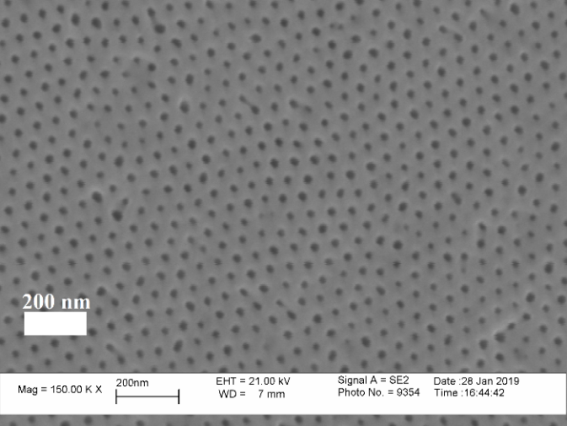 200 nm
Mag = 150.00 K X
200nm
EHT = 21.00 kV
WD = 7 mm
Signal A = SE2
Photo No. = 9354
Date :28 Jan 2019
Time :16:44:42